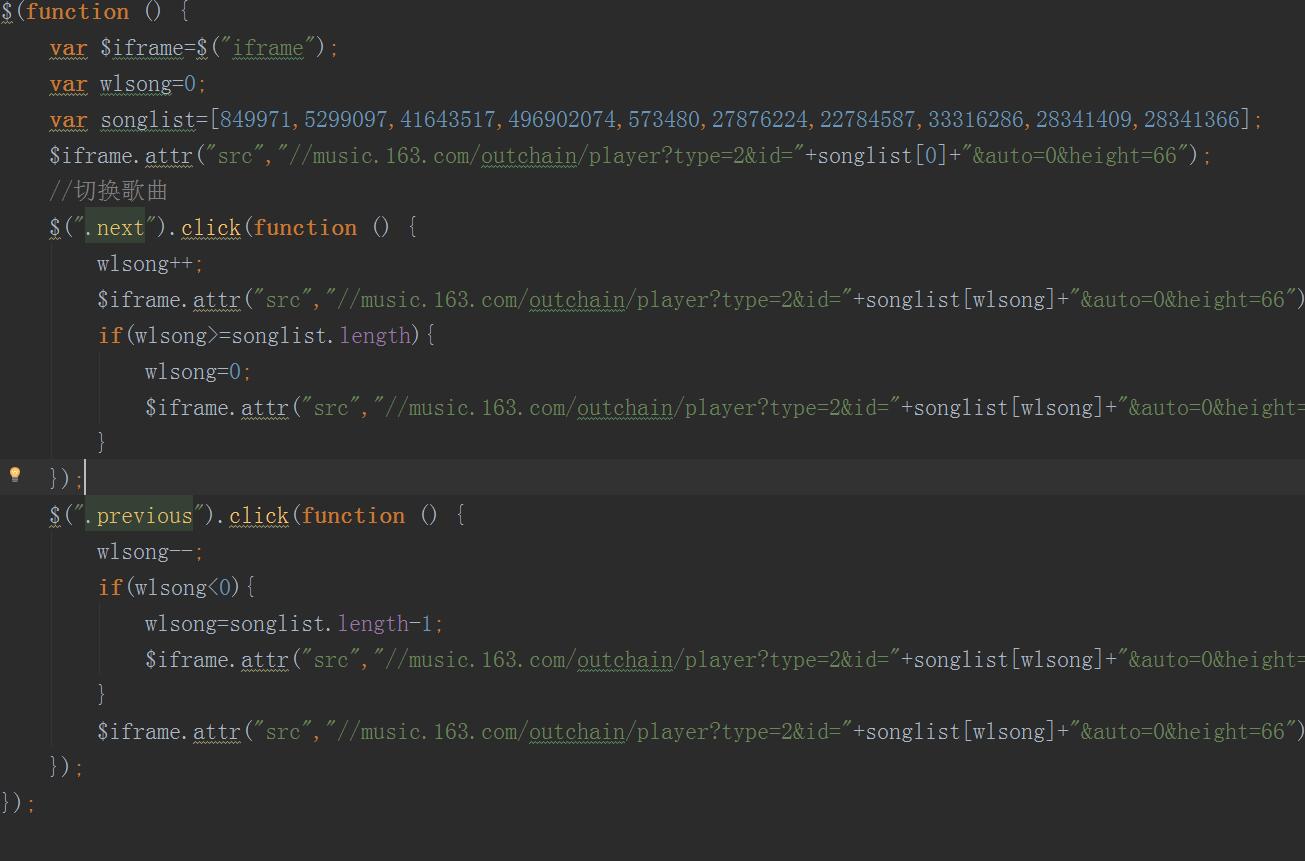 $(function () {
var $iframe=$("iframe");
var wlsong=0;
var songlist=[849971,5299097,41643517,496902074,573480,27876224,22784587,33316286,28341409,28341366];
$iframe.attr("src","//music.163.com/outchain/player?type=2&id="+songlist[0]+"&auto=0&height=66");
//切换歌曲
$(".next").click(function () {
wlsong++;
$iframe.attr("src","//music.163.com/outchain/player?type=2&id="+songlist[wlsong]+"&auto=0&height=66")
if(wlsong>=songlist.length){
wlsong=0;
$iframe.attr("src","//music.163.com/outchain/player?type=2&id="+songlist[wlsong]+"&auto=0&height=
}
});
$(".previous").click(function () {
wlsong--;
if(wlsong<0){
wlsong=songlist.length-1;
$iframe.attr("src","//music.163.com/outchain/player?type=2&id="+songlist[wlsong]+"&auto=0&height=
}
$iframe.attr("src","//music.163.com/outchain/player?type=2&id="+songlist[wlsong]+"&auto=0&height=66")
});
});